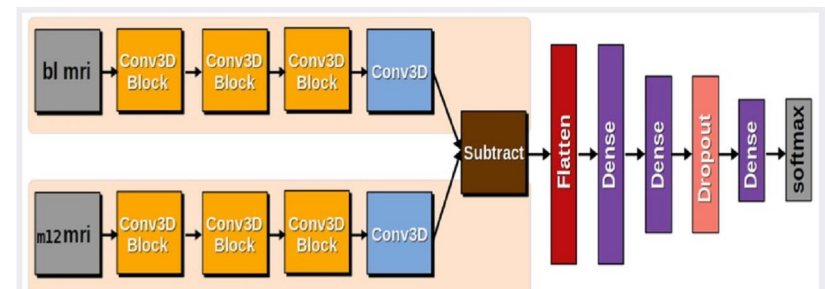 bl mri
Conv3D
Block
Conv3D
Block
Conv3D
Block
Conv3D
m12 mri
Conv3D
Block
Conv3D
Block
Conv3D
Block
Conv3D
Subtract
Flatten
Dense
Dense
Dropout
Dense
softmax